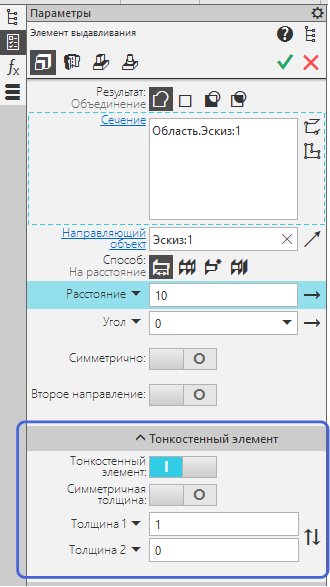 Параметры
Элемент выдавливания
Результат:
Объединение
Сечение
Область.Эскиз:1
Направляющий объект
Эскиз:1
Способ:
На расстояние
Расстояние
10
Угол
0
Симметрично:
Второе направление:
Тонкостенный элемент
Тонкостенный элемент:
Симметричная толщина:
Толщина 1
1
Толщина 2
0